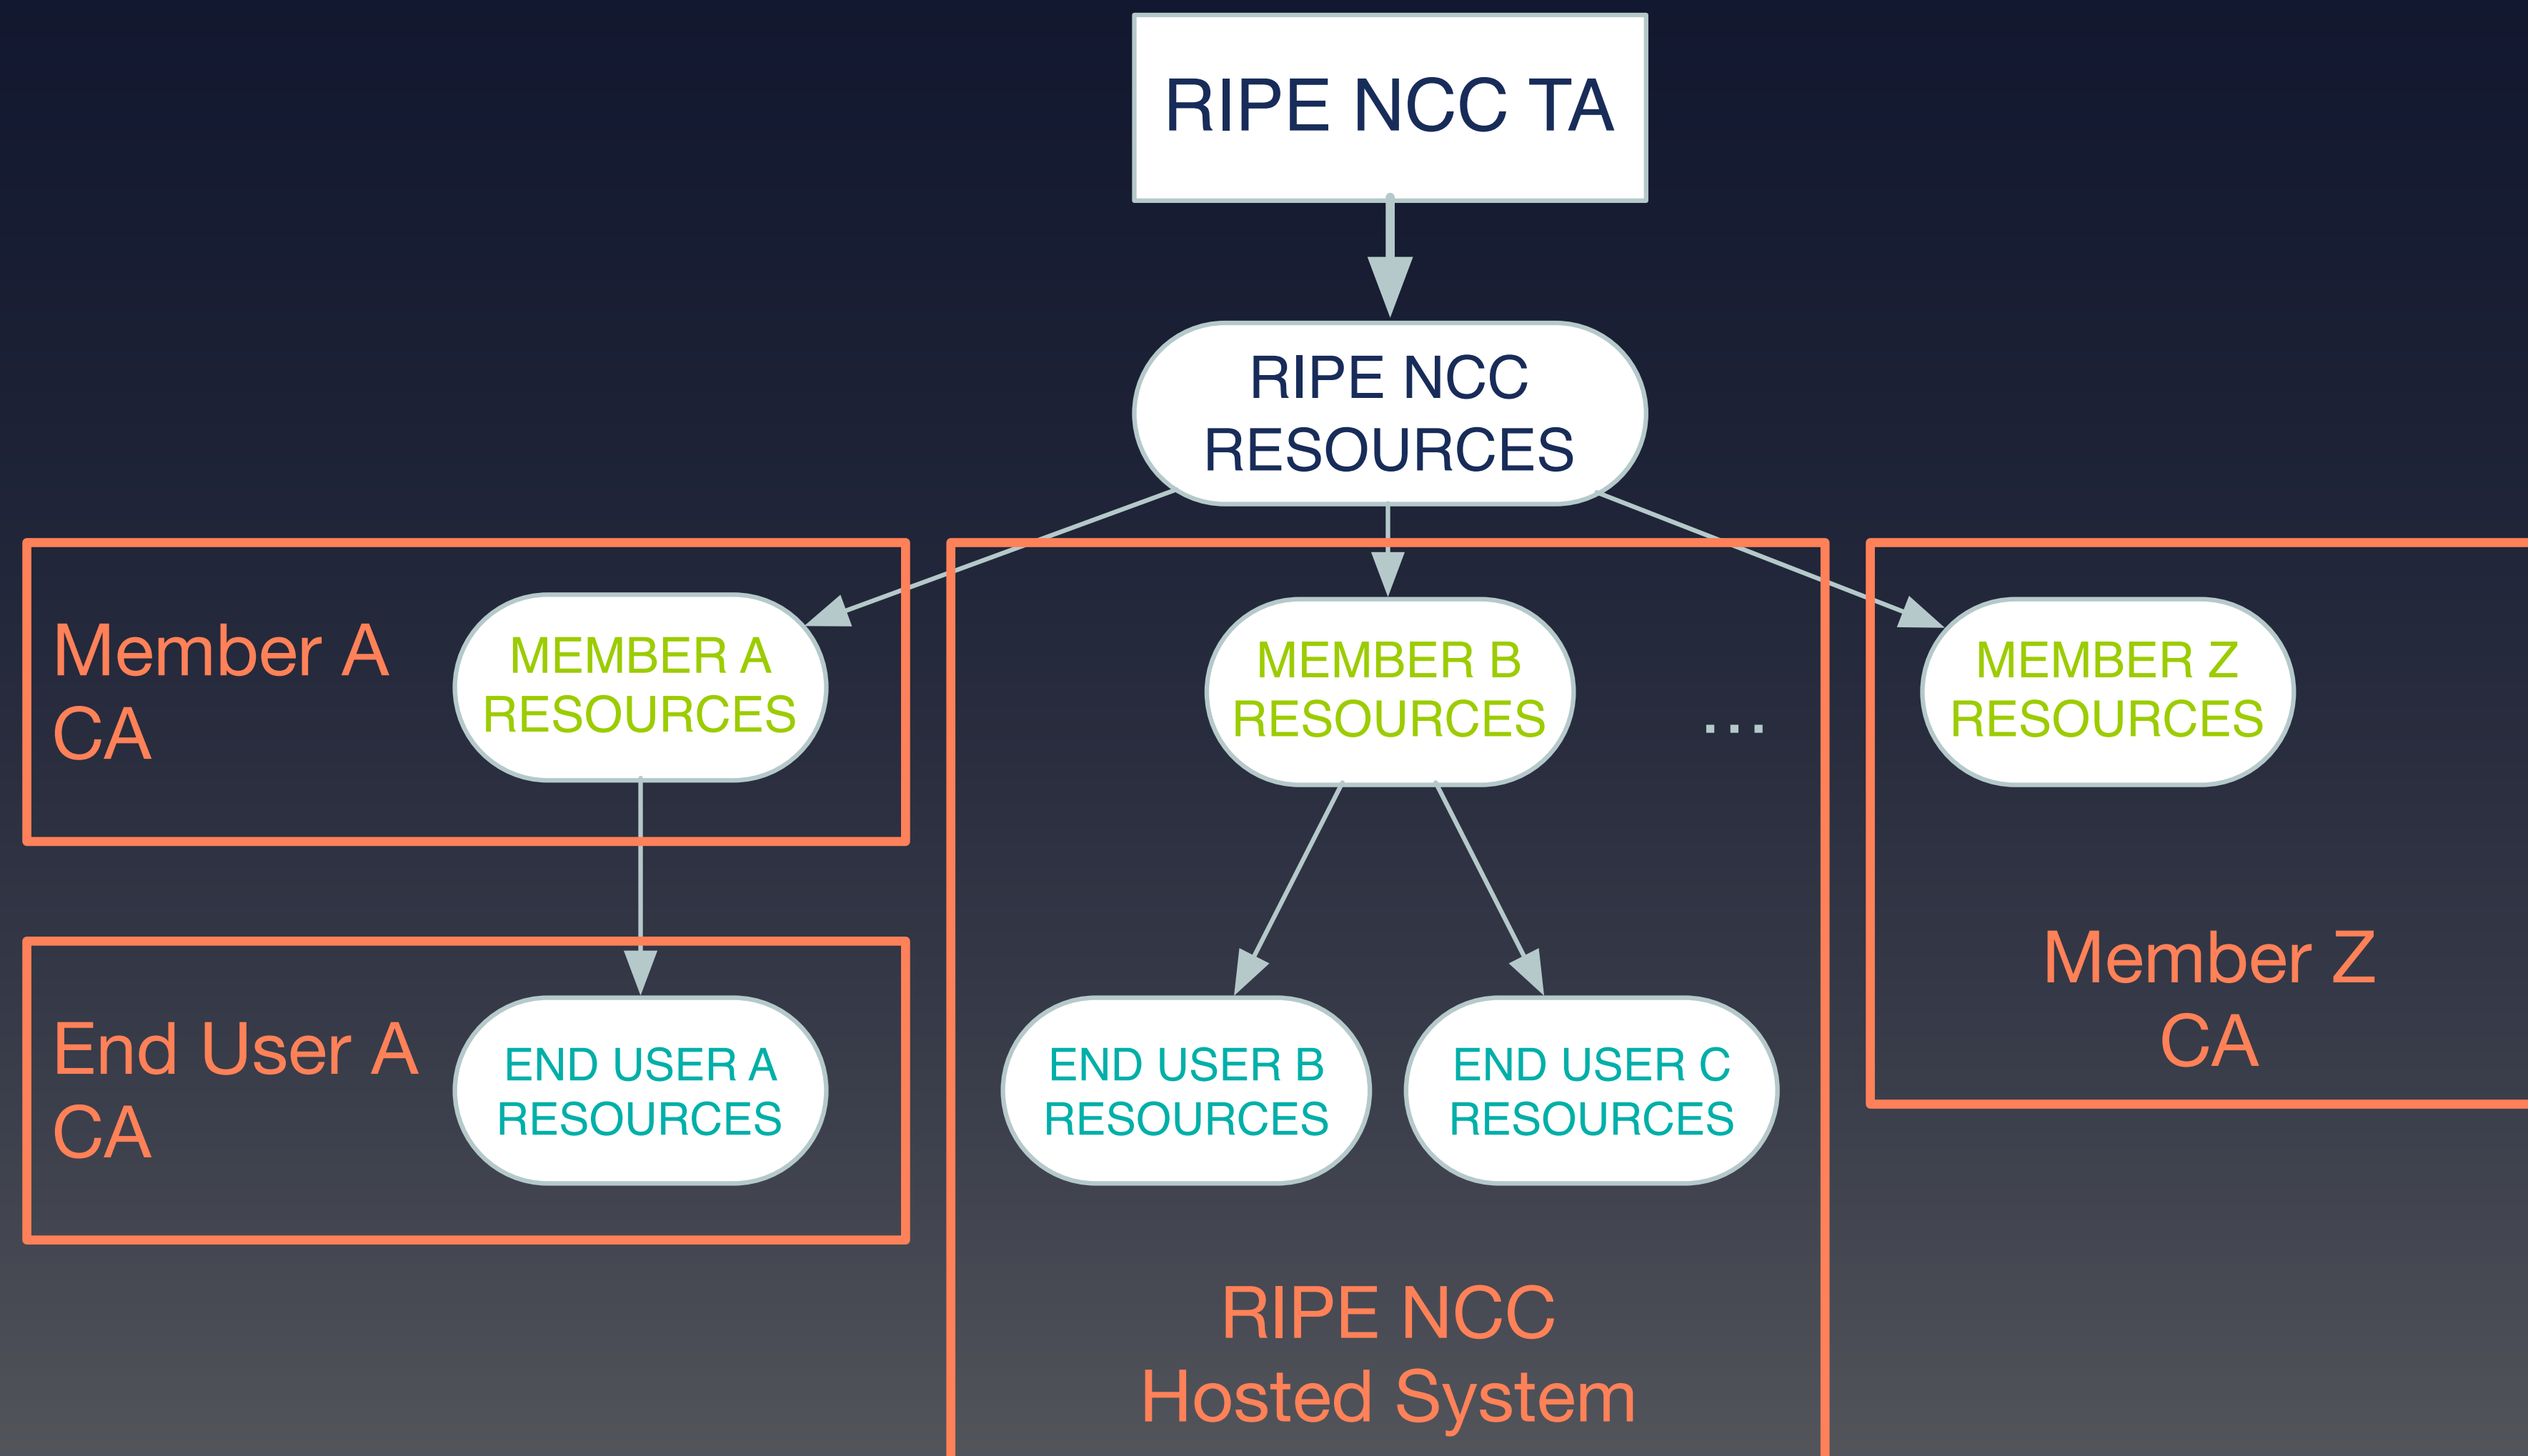 RIPE NCC TA
RIPE NCC
RESOURCES
Member A
CA
MEMBER A
RESOURCES
MEMBER B
RESOURCES
...
MEMBER Z
RESOURCES
Member Z
CA
End User A
CA
END USER A
RESOURCES
END USER B
RESOURCES
END USER C
RESOURCES
RIPE NCC
Hosted System